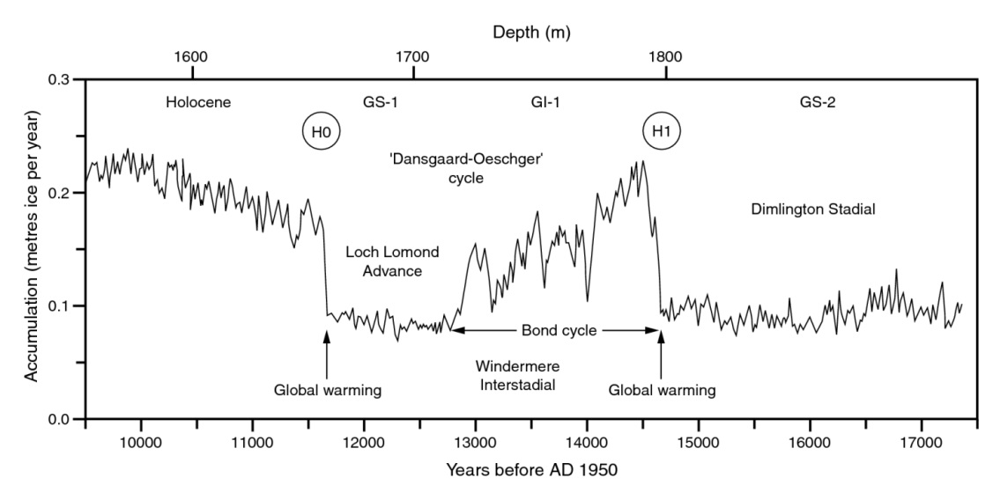 Depth (m)
1600 1700 1800
0.3
Holocene GS-1 GI-1 GS-2
H0 H1
'Dansgaard-Oeschger'
cycle
0.2
Dimlington Stadial
Loch Lomond
Advance
0.1
Bond cycle
Windermere
Interstadial
Global warming Global warming
0.0
10000 11000 12000 13000 14000 15000 16000 17000
Years before AD 1950
Accumulation (metres ice per year)